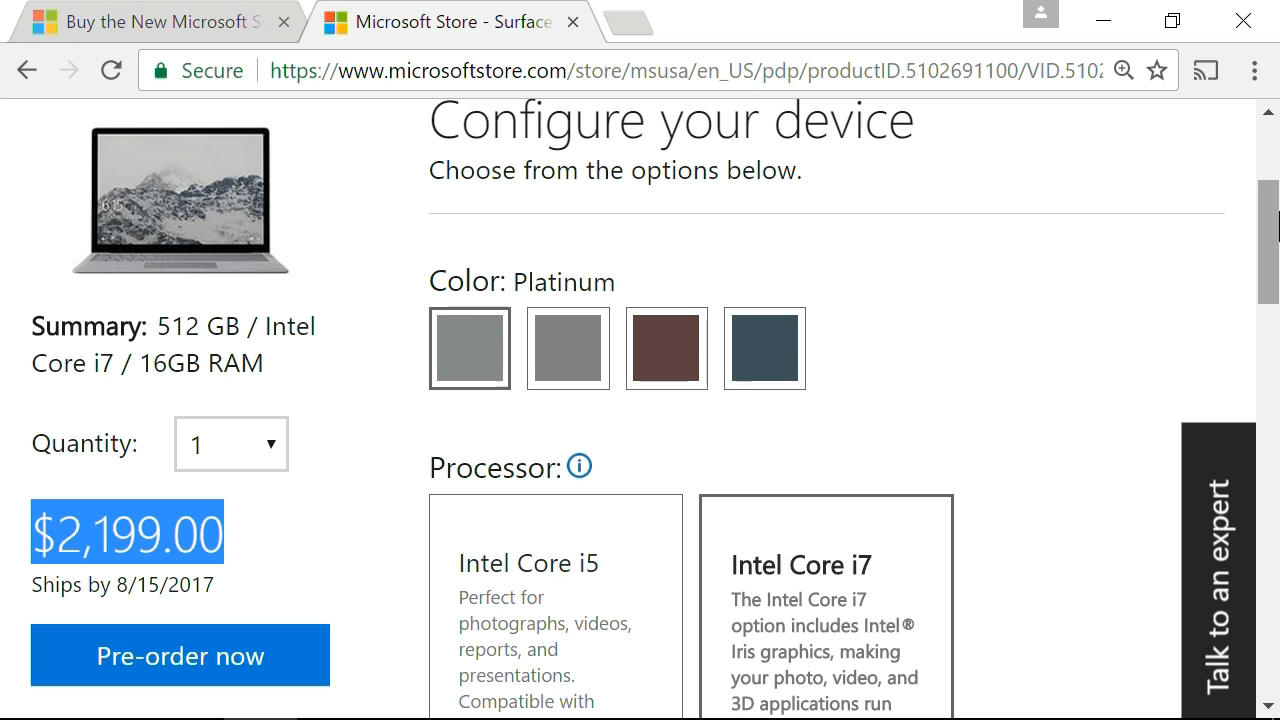 Buy the New Microsoft S
Microsoft Store - Surface
Secure
https://www.microsoftstore.com/store/msusa/en_US/pdp/productID.5102691100/VID.5102
Configure your device
Choose from the options below.
6:15
Summary: 512 GB / Intel
Core i7 / 16GB RAM
Quantity:
1
$2,199.00
Ships by 8/15/2017
Pre-order now
Color: Platinum
Processor:
Intel Core i5
Perfect for
photographs, videos,
reports, and
presentations.
Compatible with
Intel Core i7
The Intel Core i7
option includes Intel®
Iris graphics, making
your photo, video, and
3D applications run
Talk to an expert